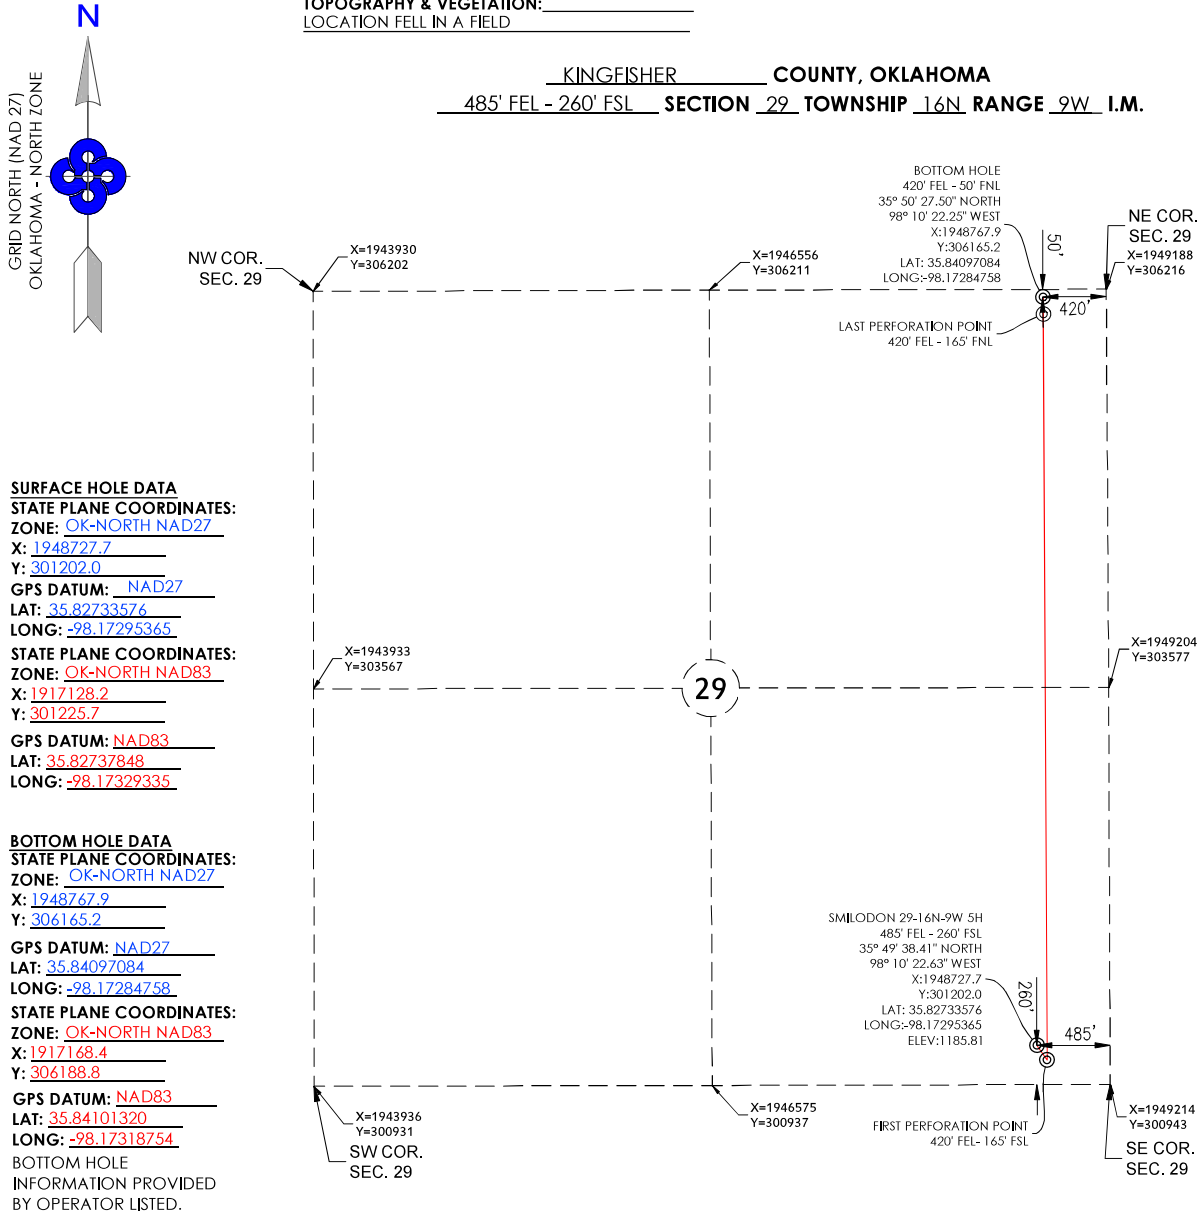 TOPOGRAPHY & VEGETATION:
LOCATION FELL IN A FIELD
KINGFISHER COUNTY, OKLAHOMA
485' FEL - 260' FSL SECTION 29 TOWNSHIP 16N RANGE 9W I.M.
N
GRID NORTH (NAD 27)
OKLAHOMA - NORTH ZONE
BOTTOM HOLE
420' FEL - 50' FNL
35° 50' 27.50" NORTH
98° 10' 22.25" WEST
X:1948767.9
Y:306165.2
LAT: 35.84097084
LONG:-98.17284758
NW COR.
SEC. 29
X=1943930
Y=306202
X=1946556
Y=306211
50'
NE COR.
SEC. 29
X=1949188
Y=306216
420'
LAST PERFORATION POINT
420' FEL - 165' FNL
SURFACE HOLE DATA
STATE PLANE COORDINATES:
ZONE: OK-NORTH NAD27
X: 1948727.7
Y: 301202.0
GPS DATUM: NAD27
LAT: 35.82733576
LONG: -98.17295365
STATE PLANE COORDINATES:
ZONE: OK-NORTH NAD83
X: 1917128.2
Y: 301225.7
GPS DATUM: NAD83
LAT: 35.82737848
LONG: -98.17329335
X=1943933
Y=303567
29
X=1949204
Y=303577
BOTTOM HOLE DATA
STATE PLANE COORDINATES:
ZONE: OK-NORTH NAD27
X: 1948767.9
Y: 306165.2
GPS DATUM: NAD27
LAT: 35.84097084
LONG: -98.17284758
STATE PLANE COORDINATES:
ZONE: OK-NORTH NAD83
X: 1917168.4
Y: 306188.8
GPS DATUM: NAD83
LAT: 35.84101320
LONG: -98.17318754
BOTTOM HOLE
INFORMATION PROVIDED
BY OPERATOR LISTED.
SMILODON 29-16N-9W 5H
485' FEL - 260' FSL
35° 49' 38.41" NORTH
98° 10' 22.63" WEST
X:1948727.7
Y:301202.0
LAT: 35.82733576
LONG:-98.17295365
ELEV:1185.81
260'
485'
X=1943936
Y=300931
SW COR.
SEC. 29
X=1946575
Y=300937
FIRST PERFORATION POINT
420' FEL- 165' FSL
X=1949214
Y=300943
SE COR.
SEC. 29